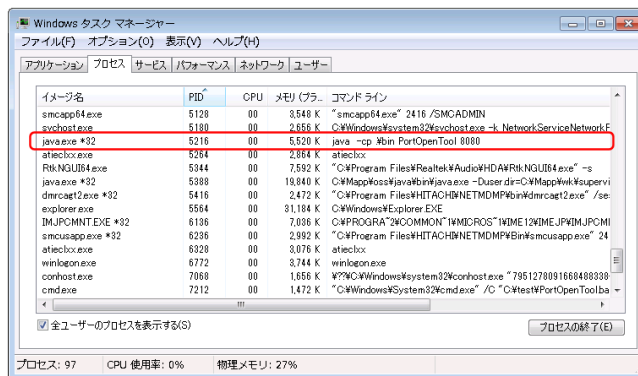 Windows タスク マネージャー
ファイル(F) オプション(O) 表示(V) ヘルプ(H)
アプリケーション プロセス サービス パフォーマンス ネットワーク ユーザー
イメージ名 PID CPU メモリ (プラ... コマンド ライン
smcapp64.exe 5128 00 3,548 K "smcapp64.exe" 2416 /SMCADMIN
svchost.exe 5180 00 2,656 K C:¥Windows¥system32¥svchost.exe -k NetworkServiceNetworkF
java.exe *32 5216 00 5,520 K java -cp .¥bin PortOpenTool 8080
atieclxx.exe 5264 00 2,864 K atieclxx
RtkNGUI64.exe 5344 00 7,592 K "C:¥Program Files¥Realtek¥Audio¥HDA¥RtkNGUI64.exe" -s
java.exe *32 5388 00 19,840 K C:¥Mapp¥oss¥java¥bin¥java.exe -Duser.dir=C:¥Mapp¥wk¥supervi
dmrcagt2.exe *32 5416 00 2,472 K "C:¥Program Files¥HITACHI¥NETMDMP¥bin¥dmrcagt2.exe" /se:
explorer.exe 5564 00 31,184 K C:¥Windows¥Explorer.EXE
IMJPCMNT.EXE *32 6136 00 7,036 K C:¥PROGRA~2¥COMMON~1¥MICROS~1¥IME12¥IMEJP¥IMJPCMI
smcusapp.exe *32 6236 00 2,992 K "C:¥Program Files¥HITACHI¥NETMDMP¥Bin¥smcusapp.exe" 24
atieclxx.exe 6328 00 3,076 K atieclxx
winlogon.exe 6772 00 3,744 K winlogon.exe
conhost.exe 7068 00 1,656 K ¥??¥C:¥Windows¥system32¥conhost.exe "7951278091668488338-
cmd.exe 7212 00 1,472 K "C:¥Windows¥System32¥cmd.exe" /C "C:¥test¥PortOpenTool.ba
全ユーザーのプロセスを表示する(S) プロセスの終了(E)
プロセス: 97 CPU 使用率: 0% 物理メモリ: 27%